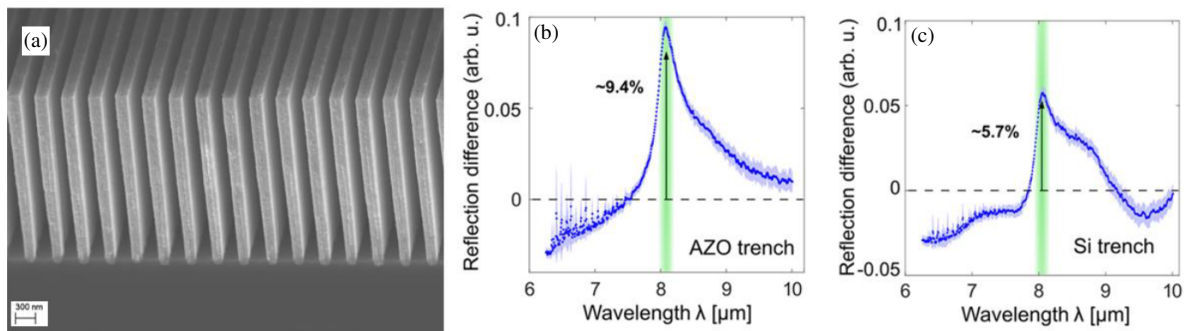 (a)
300 nm
(b)
Reflection difference (arb. u.)
0.1
0.05
0
~9.4%
AZO trench
6
7
8
9
10
Wavelength λ [μm]
(c)
Reflection difference (arb. u.)
0.1
0.05
0
-0.05
~5.7%
Si trench
6
7
8
9
10
Wavelength λ [μm]